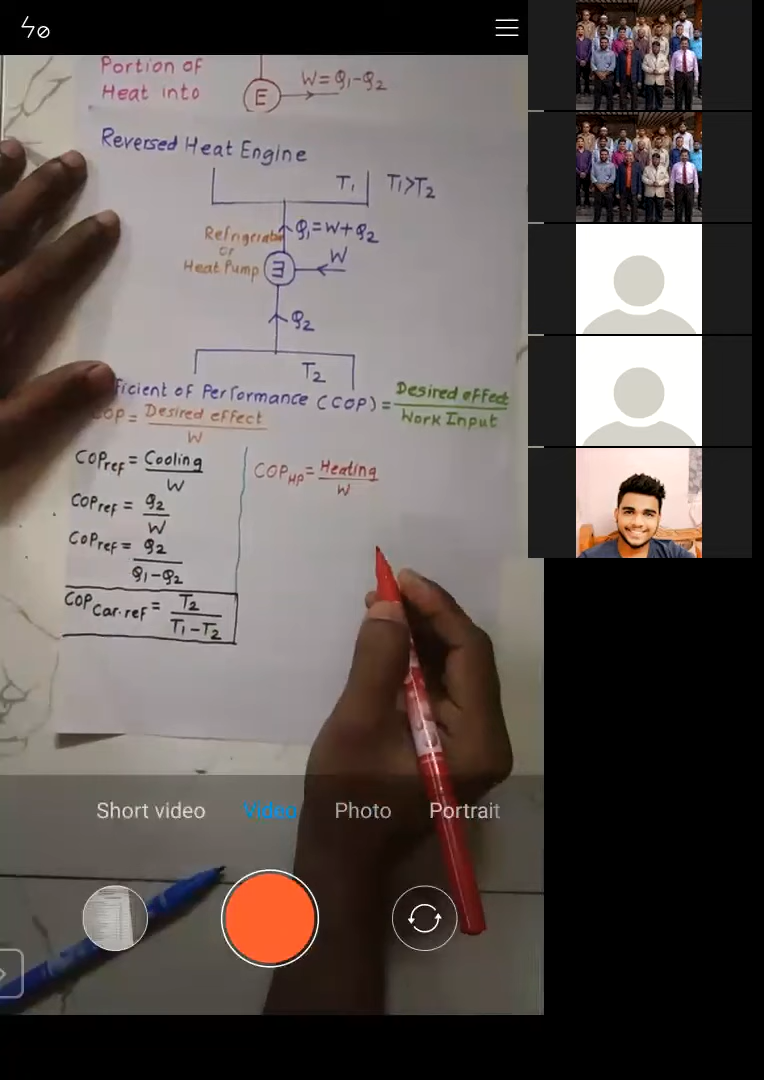 Portion of
W = Q1-Q2
Heat into
E
Reversed Heat Engine
T1
T1>T2
Refrigerator
Q1=W+Q2
or
W
Heat Pump
E
Q2
T2
ficient of Performance (COP) = Desired effect / Work Input
COP = Desired effect / W
COPref = Cooling / W
COPHP = Heating / W
COPref = Q2 / W
COPref = Q2 / Q1-Q2
COPCar.ref = T2 / T1-T2
Short video Video Photo Portrait